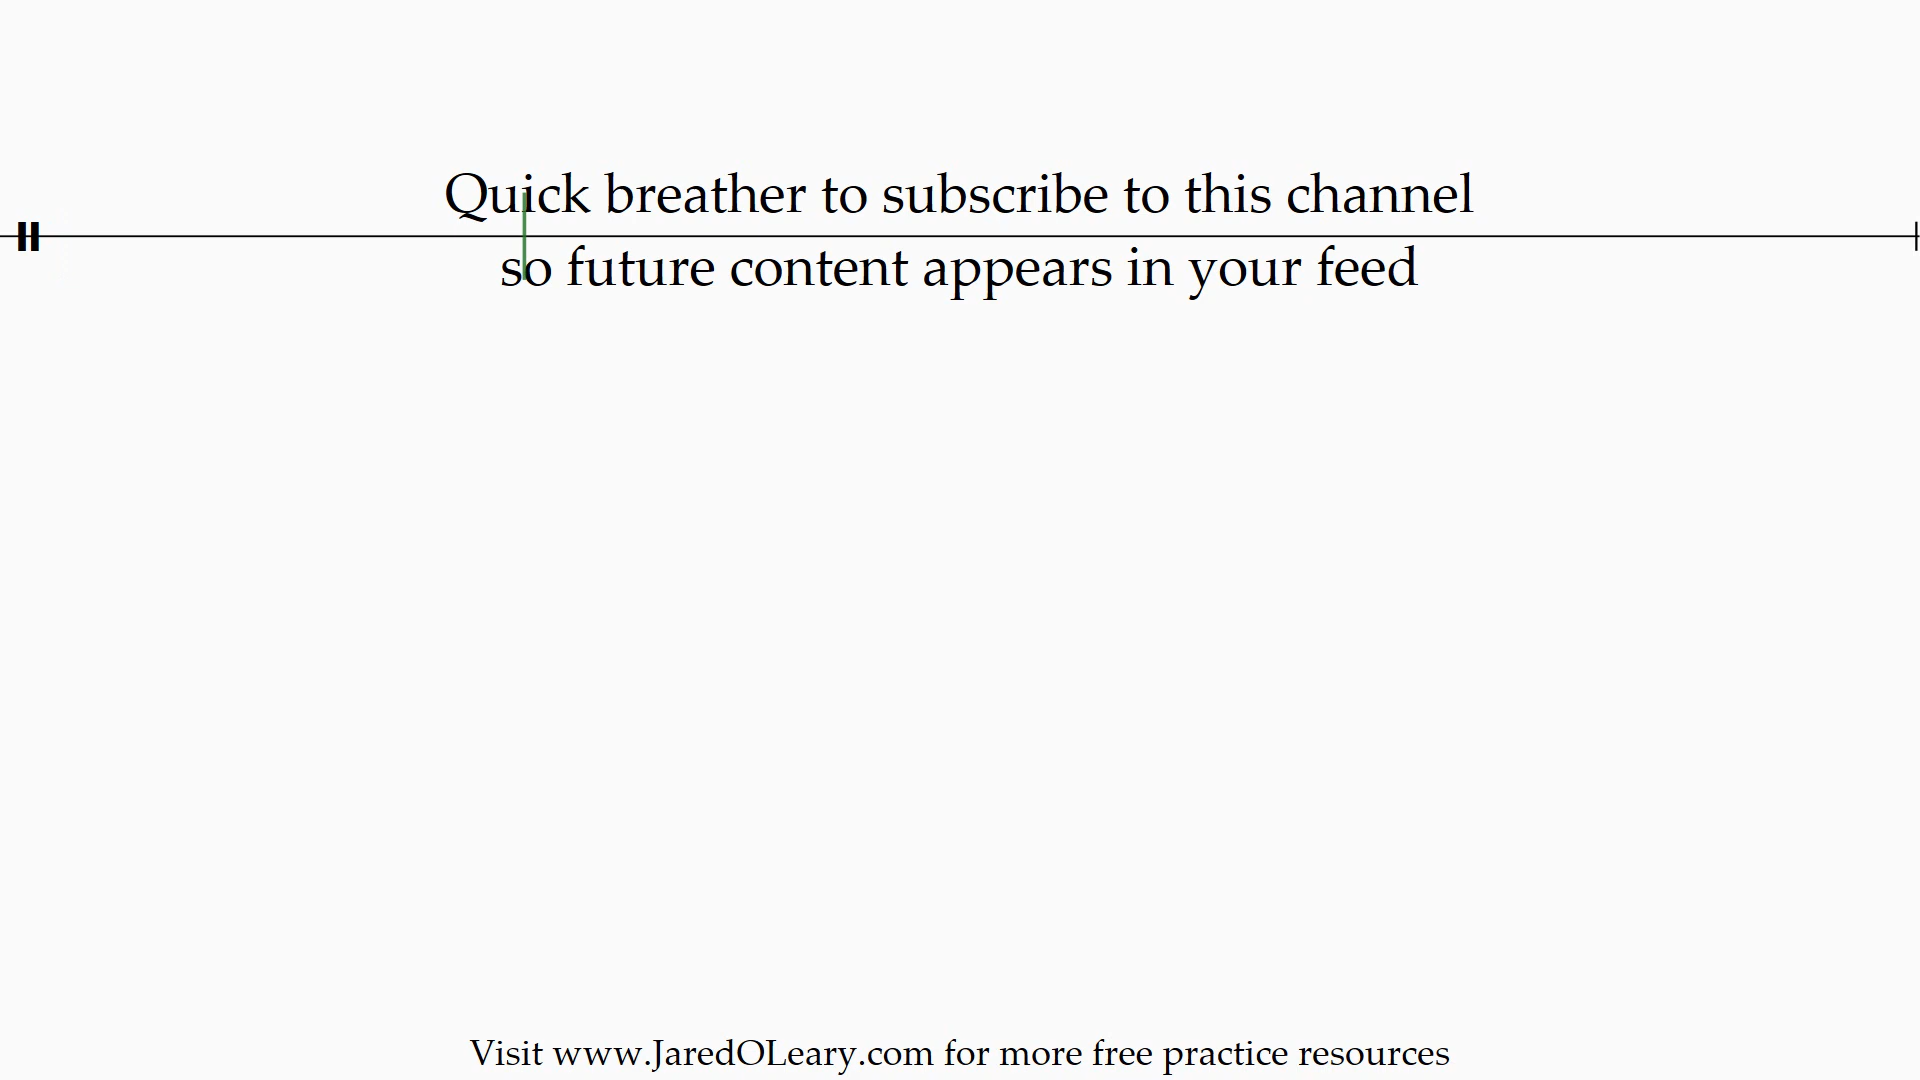 Quick breather to subscribe to this channel
so future content appears in your feed
Visit www.JaredOLeary.com for more free practice resources